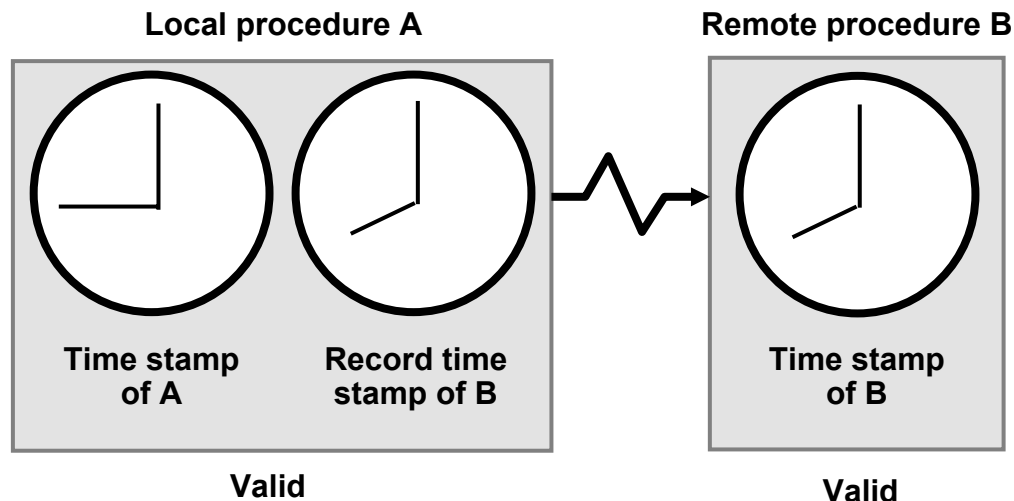 Local procedure A
Remote procedure B
Time stamp
of A
Record time
stamp of B
Time stamp
of B
Valid
Valid